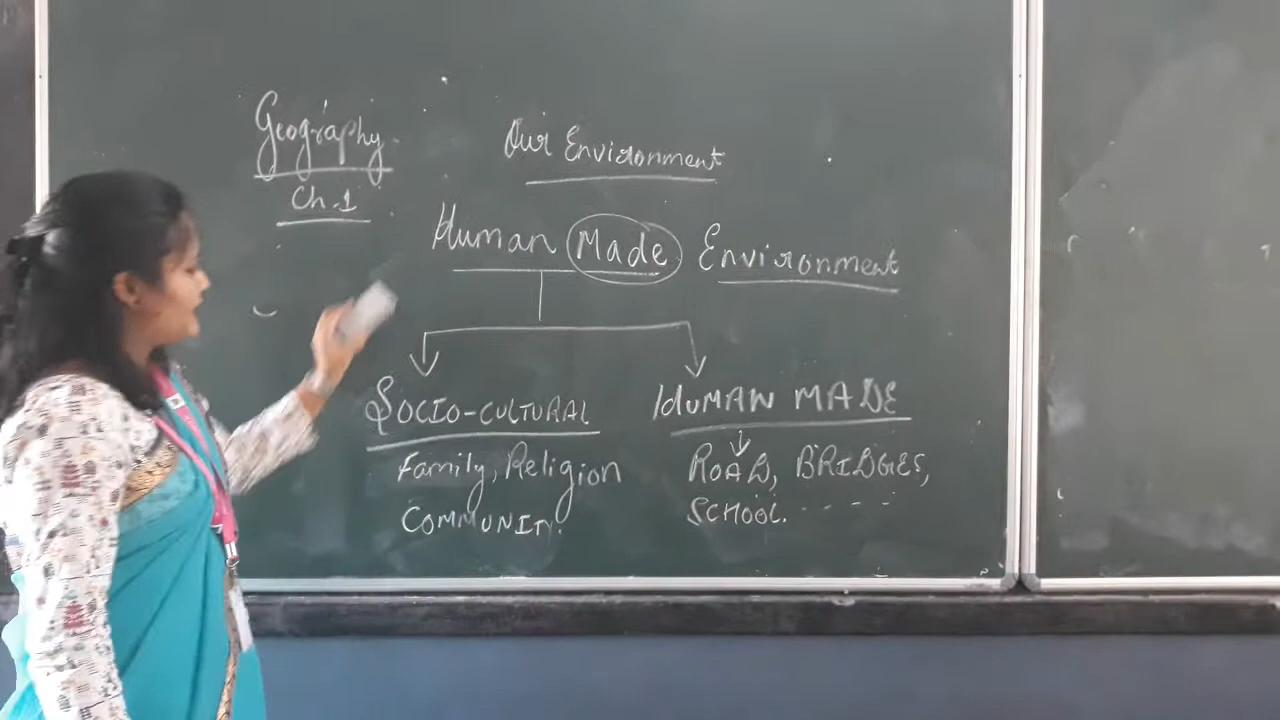 Geography
Ch.1
Our Environment
Human Made Environment
SOCIO-CULTURAL
Family, Religion
COMMUNITY.
HUMAN MADE
ROAD, BRIDGES,
SCHOOL. - - - -